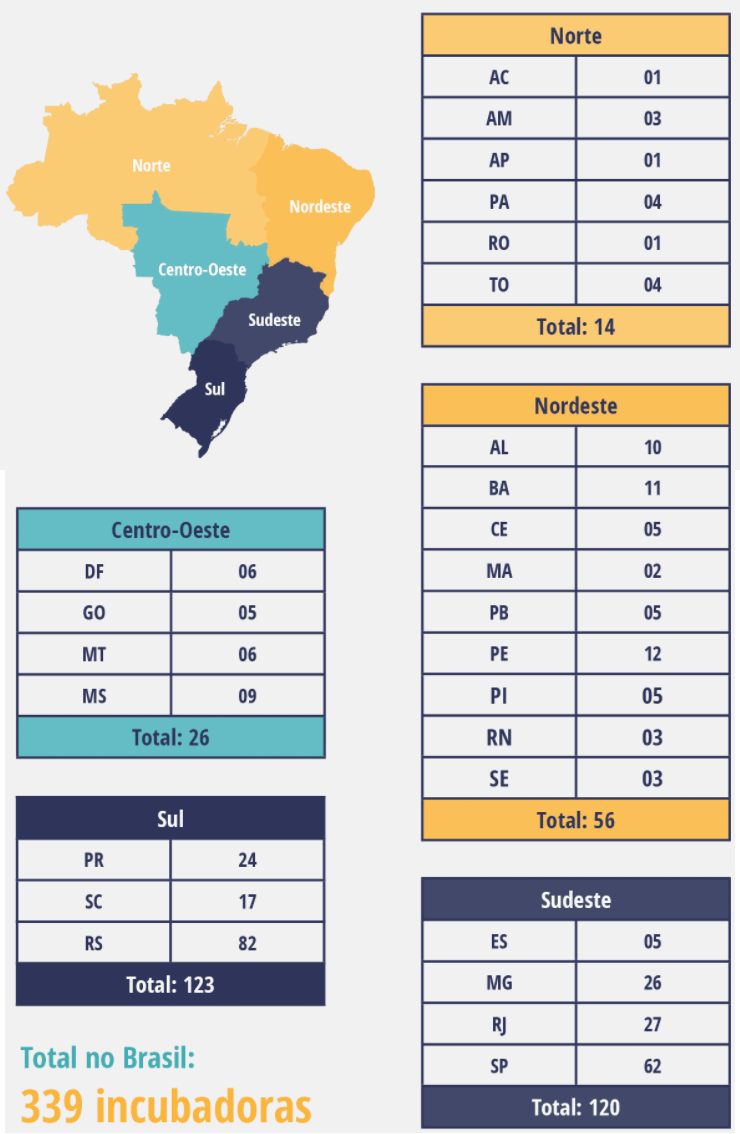 Norte
Nordeste
Centro-Oeste
Sudeste
Sul
Norte
AC 01
AM 03
AP 01
PA 04
RO 01
TO 04
Total: 14
Nordeste
AL 10
BA 11
CE 05
MA 02
PB 05
PE 12
PI 05
RN 03
SE 03
Total: 56
Centro-Oeste
DF 06
GO 05
MT 06
MS 09
Total: 26
Sul
PR 24
SC 17
RS 82
Total: 123
Sudeste
ES 05
MG 26
RJ 27
SP 62
Total: 120
Total no Brasil:
339 incubadoras